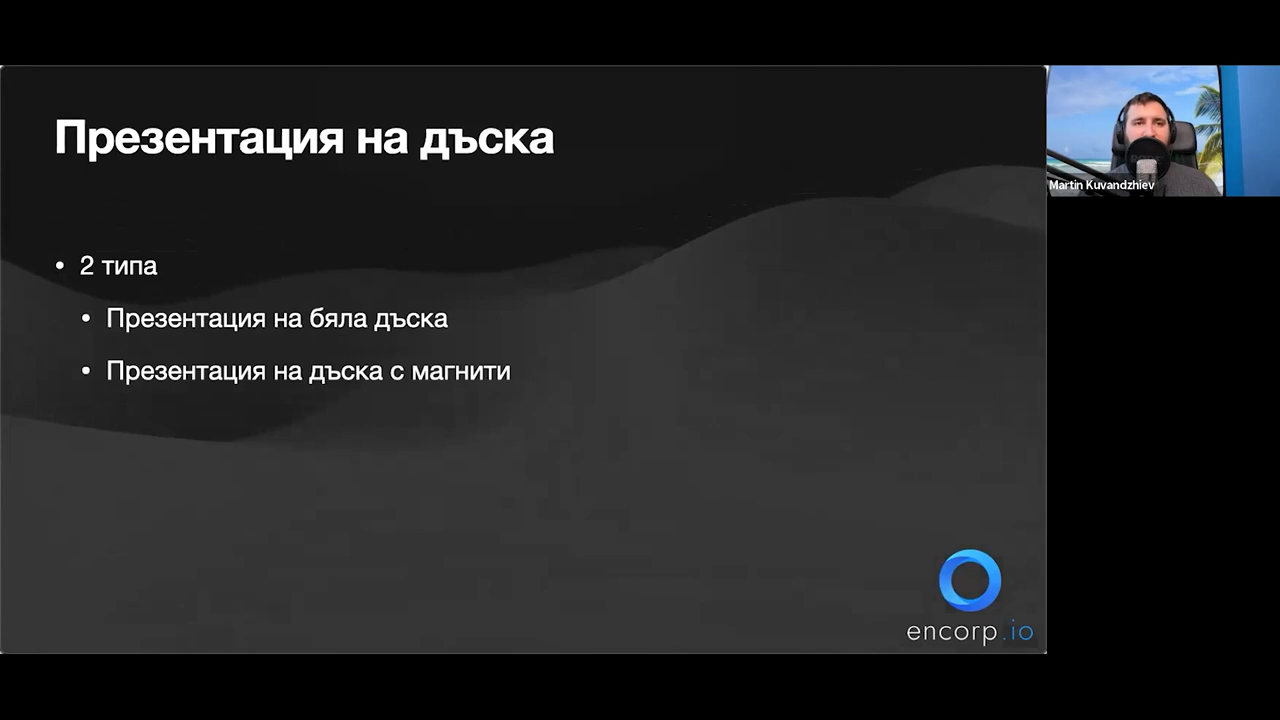 Презентация на дъска
• 2 типа
• Презентация на бяла дъска
• Презентация на дъска с магнити
encorp.io
Martin Kuvandzhiev